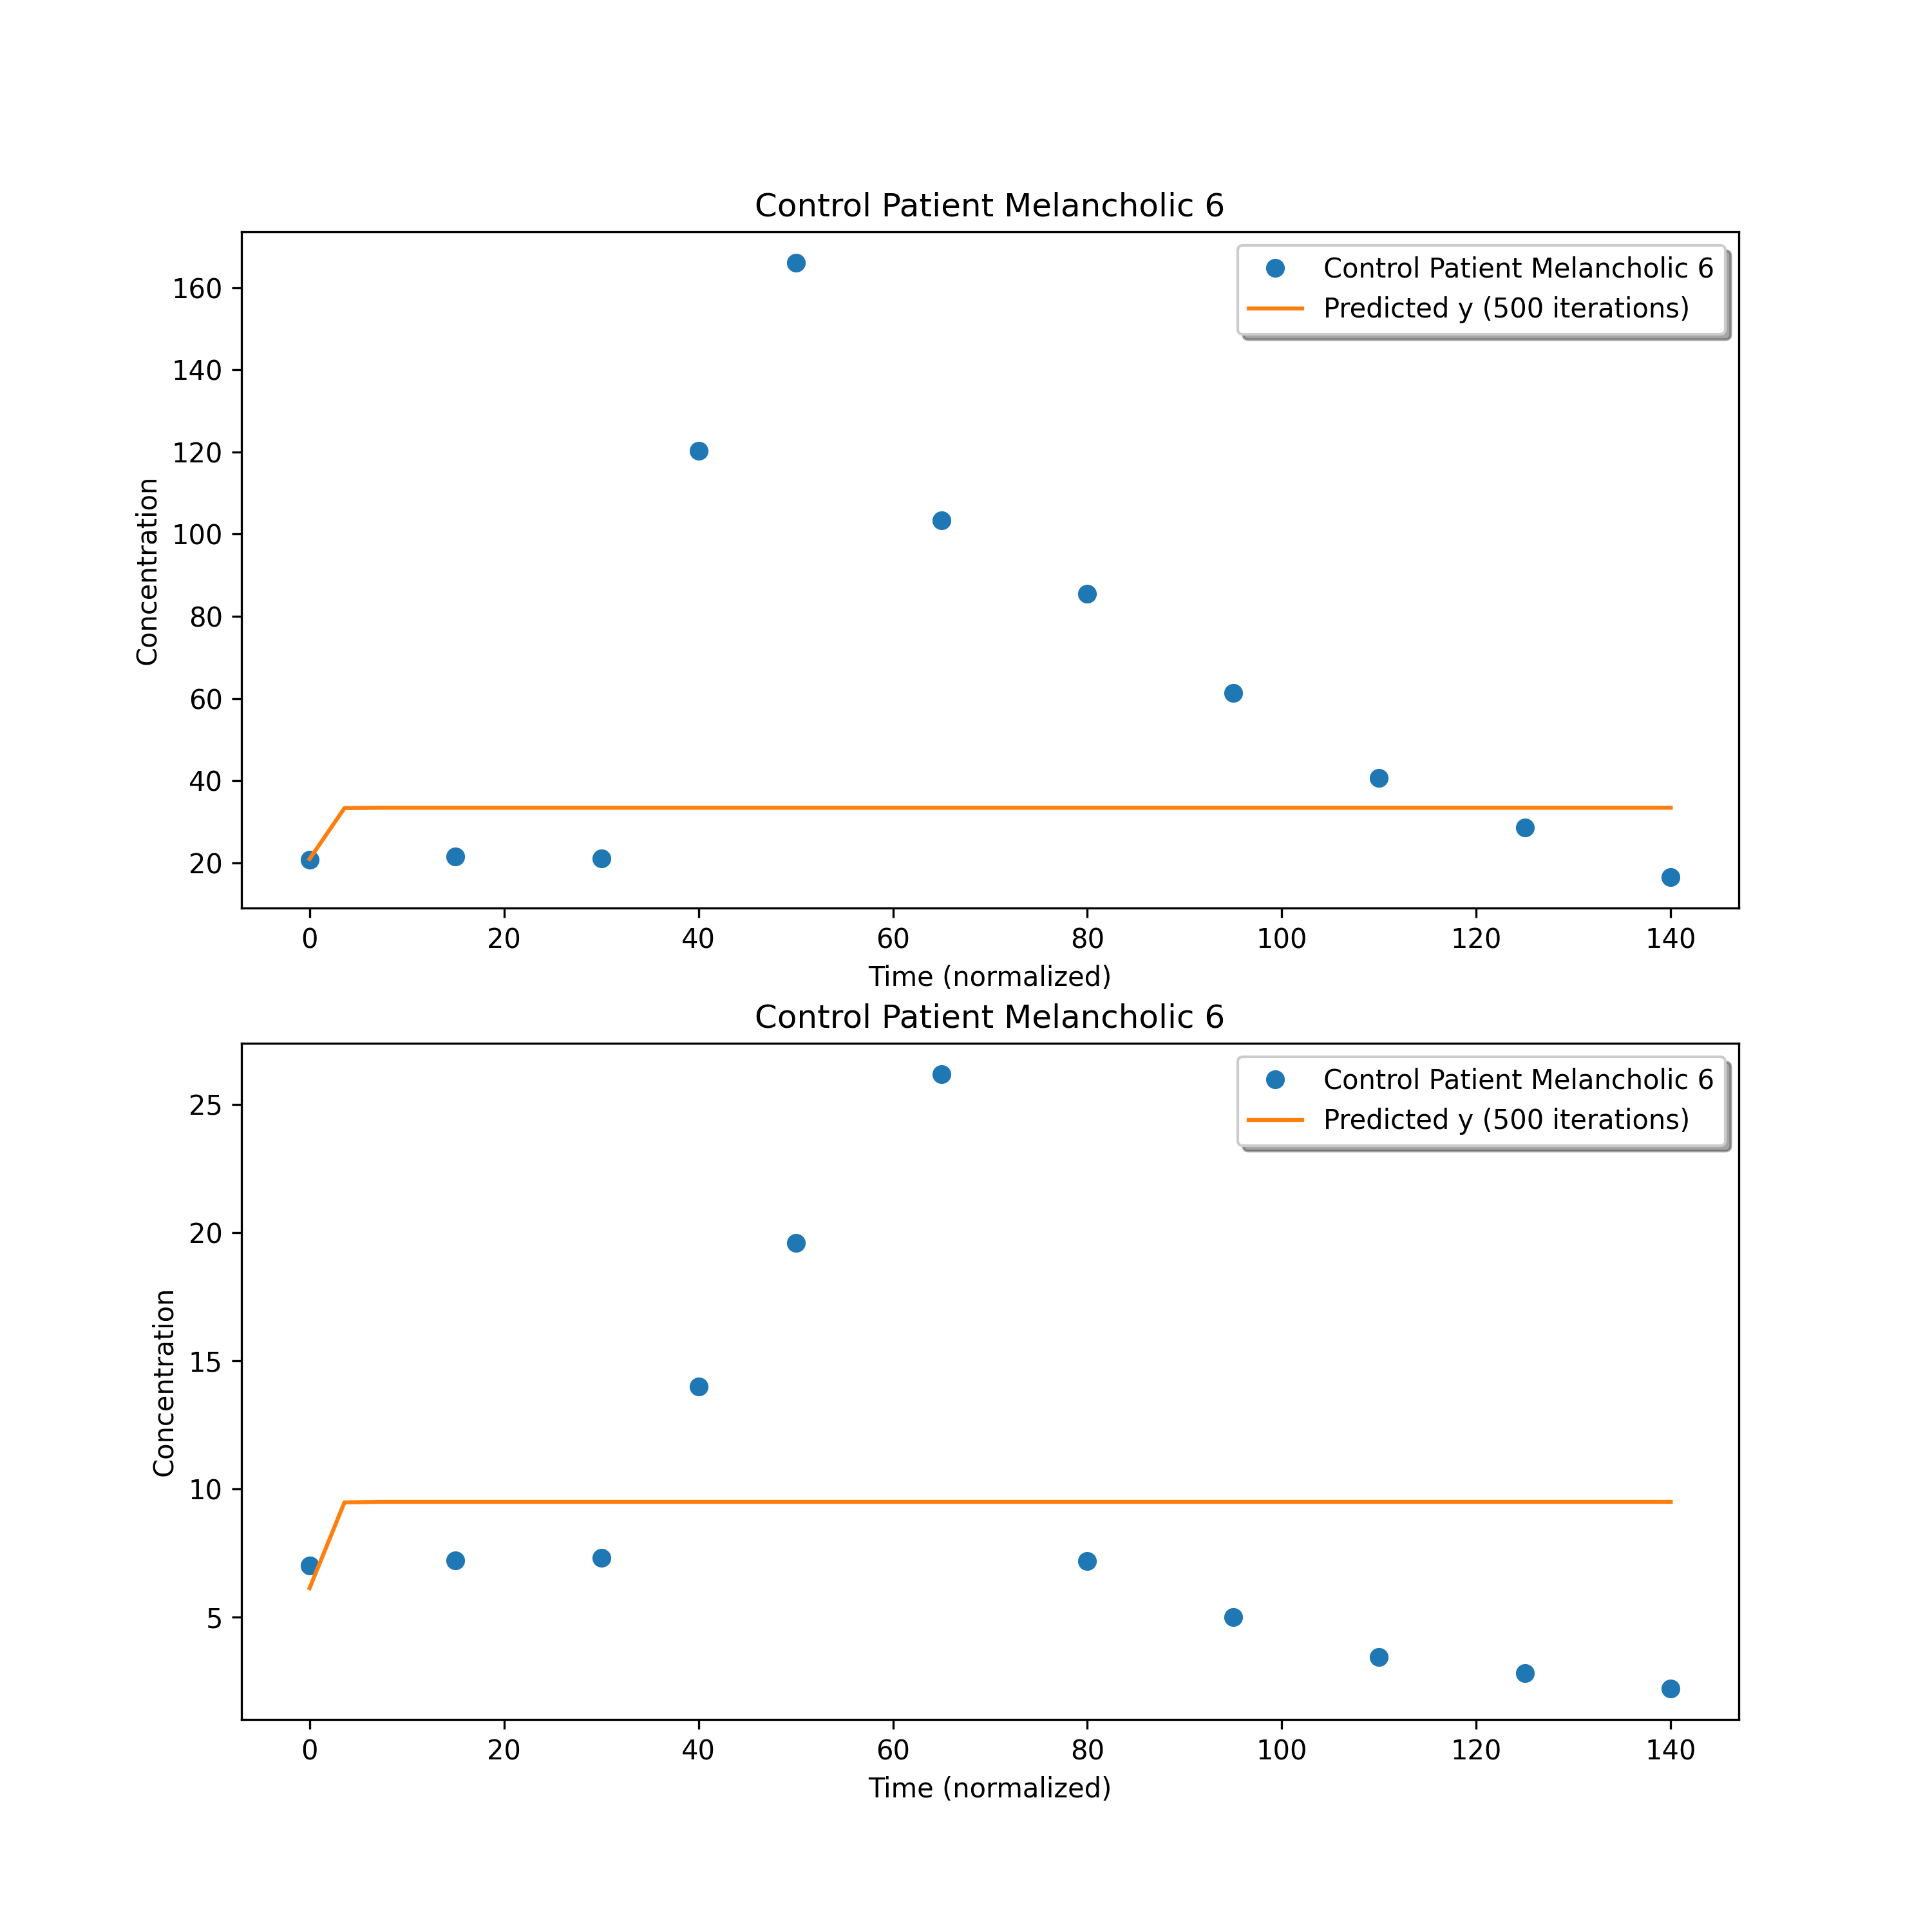 Control Patient Melancholic 6
Control Patient Melancholic 6
Predicted y (500 iterations)
160
140
120
100
80
60
40
20
Concentration
0 20 40 60 80 100 120 140
Time (normalized)
Control Patient Melancholic 6
Control Patient Melancholic 6
Predicted y (500 iterations)
25
20
15
10
5
Concentration
0 20 40 60 80 100 120 140
Time (normalized)